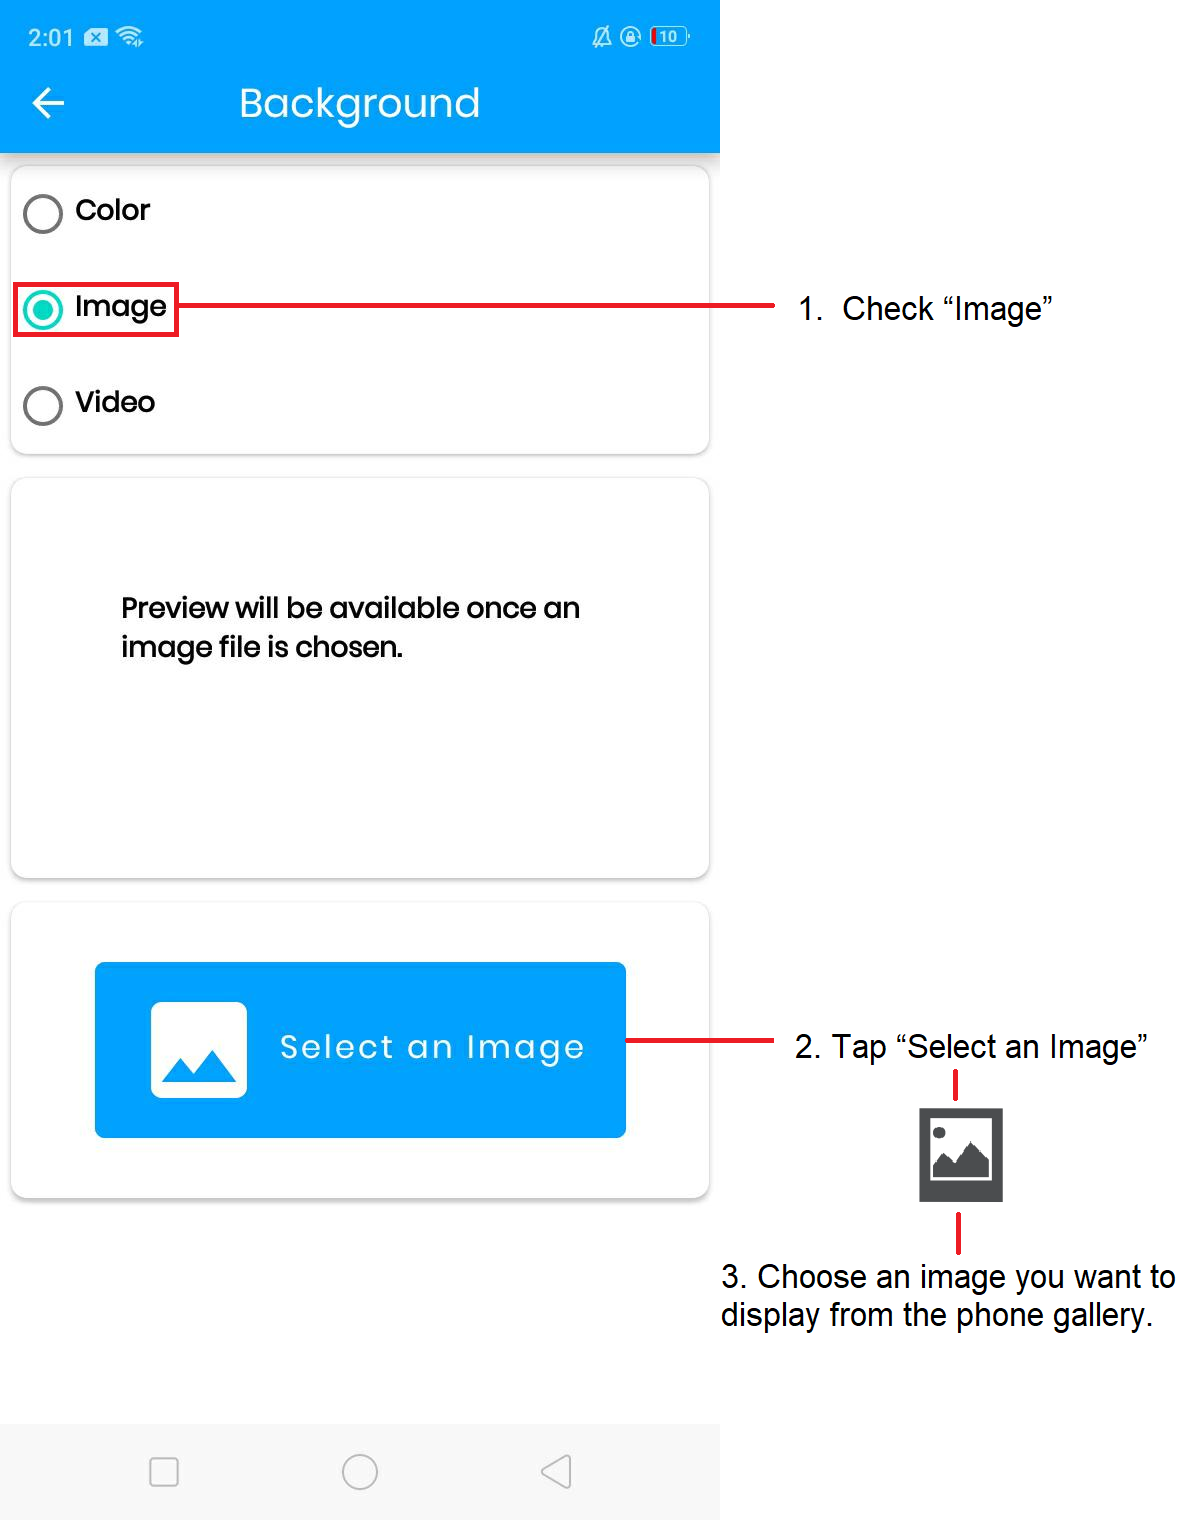 2:01
10
Background
Color
Image
1. Check “Image”
Video
Preview will be available once an
image file is chosen.
Select an Image
2. Tap “Select an Image”
3. Choose an image you want to
display from the phone gallery.